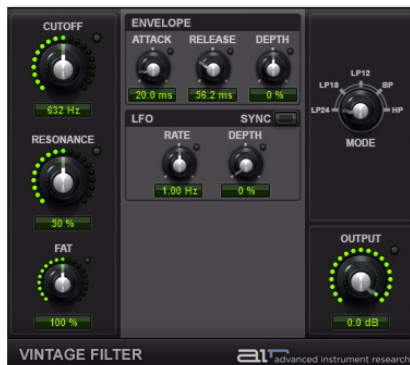 CUTOFF
632 Hz
RESONANCE
50 %
FAT
100 %
ENVELOPE
ATTACK RELEASE DEPTH
20.0 ms 56.2 ms 0 %
LFO SYNC
RATE DEPTH
1.00 Hz 0 %
LP12
LP18 BP
LP24 HP
MODE
OUTPUT
0.0 dB
VINTAGE FILTER
AIR advanced instrument research